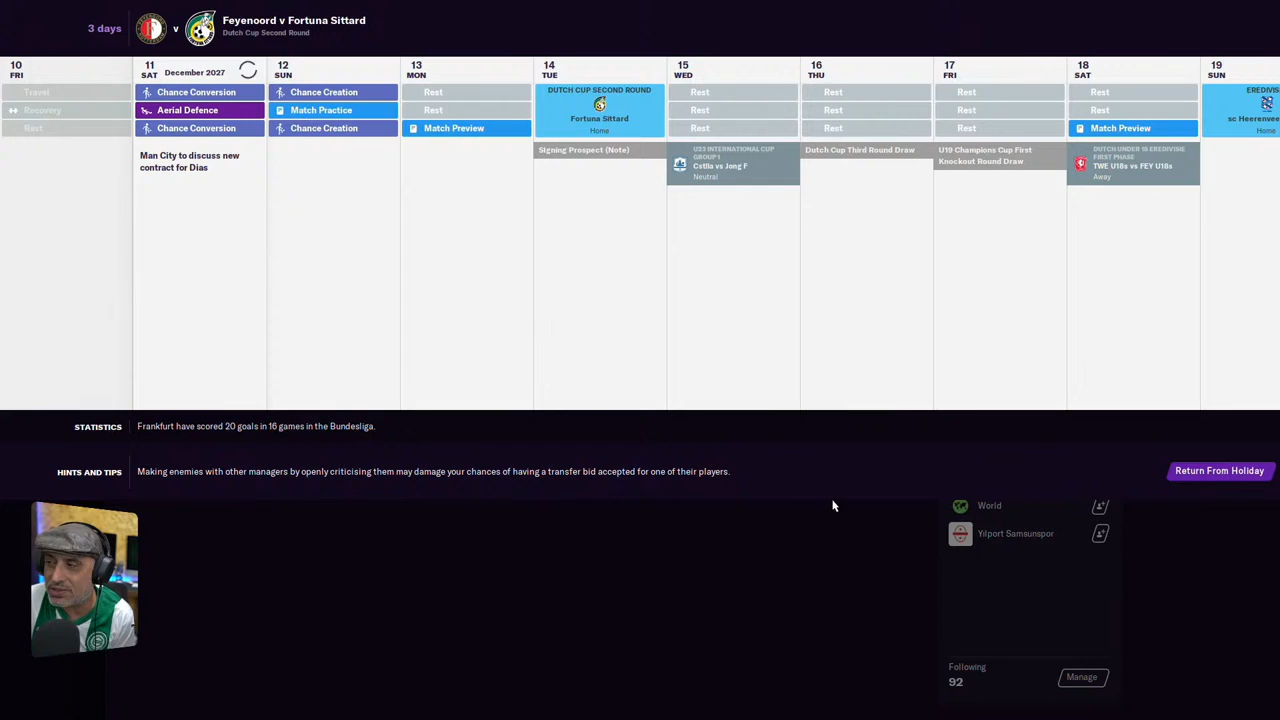 3 days
v
Feyenoord v Fortuna Sittard
Dutch Cup Second Round
10
FRI
Travel
Recovery
Rest
11
SAT
December 2027
Chance Conversion
Aerial Defence
Chance Conversion
Man City to discuss new
contract for Dias
12
SUN
Chance Creation
Match Practice
Chance Creation
13
MON
Rest
Rest
Match Preview
14
TUE
DUTCH CUP SECOND ROUND
Fortuna Sittard
Home
Signing Prospect (Note)
15
WED
Rest
Rest
Rest
U23 INTERNATIONAL CUP
GROUP I
Cstlla vs Jong F
Neutral
16
THU
Rest
Rest
Rest
Dutch Cup Third Round Draw
17
FRI
Rest
Rest
Rest
U19 Champions Cup First
Knockout Round Draw
18
SAT
Rest
Rest
Match Preview
DUTCH UNDER 18 EREDIVISIE
FIRST PHASE
TWE U18s vs FEY U18s
Away
19
SUN
EREDIVIS
sc Heerenvee
Home
STATISTICS
Frankfurt have scored 20 goals in 16 games in the Bundesliga.
HINTS AND TIPS
Making enemies with other managers by openly criticising them may damage your chances of having a transfer bid accepted for one of their players.
Return From Holiday
World
Yilport Samsunspor
Following
92
Manage